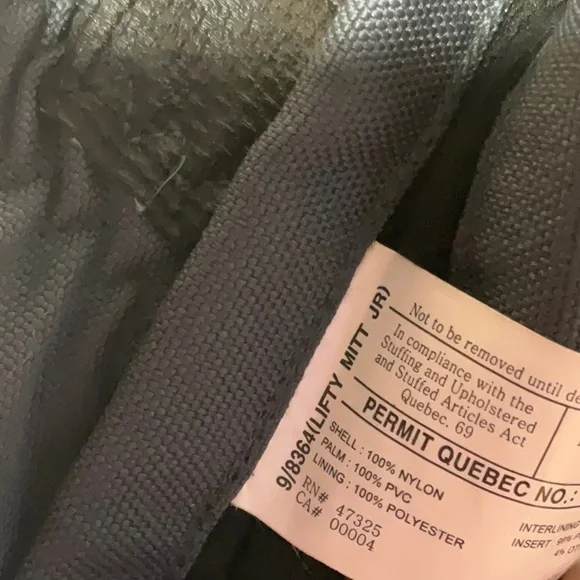 9/8364(LIFTY MITT JR)
Not to be removed until
In compliance with the
Stuffing and Upholstered
and Stuffed Articles Act
Quebec, 69
PERMIT QUEBEC NO.:
SHELL : 100% NYLON
PALM : 100% PVC
LINING : 100% POLYESTER
RN# 47325
CA# 00004
INSERT